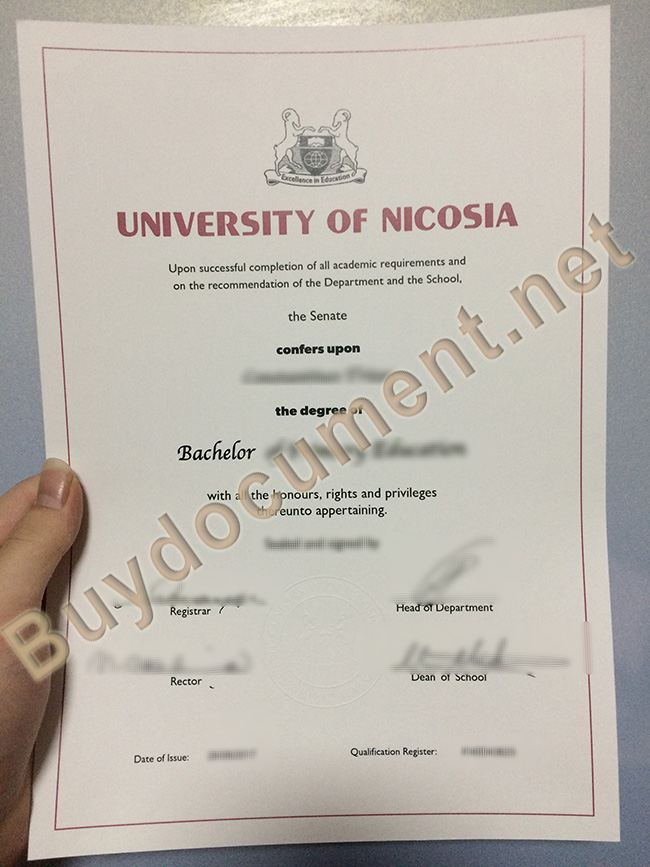 Excellence in Education
UNIVERSITY OF NICOSIA
Upon successful completion of all academic requirements and
on the recommendation of the Department and the School,
the Senate
confers upon
the degree of
Bachelor
with all the honours, rights and privileges
thereunto appertaining.
Registrar
Head of Department
Rector
Dean of School
Date of Issue:
Qualification Register:
Buydocument.net